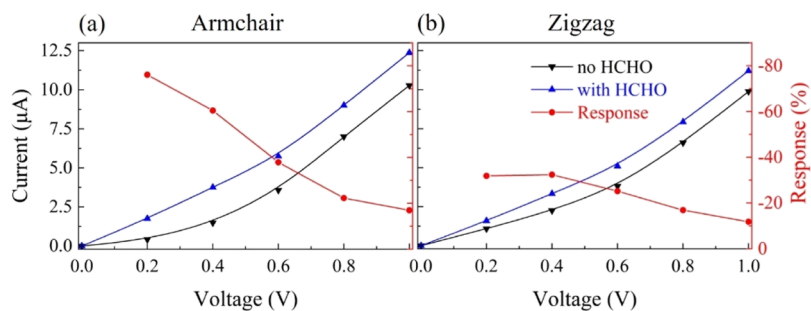 (a) Armchair
(b) Zigzag
Current (μA)
12.5
10.0
7.5
5.0
2.5
0.0
no HCHO
with HCHO
Response
-80
-60
-40
-20
0
Response (%)
0.0 0.2 0.4 0.6 0.8
0.0 0.2 0.4 0.6 0.8 1.0
Voltage (V)
Voltage (V)